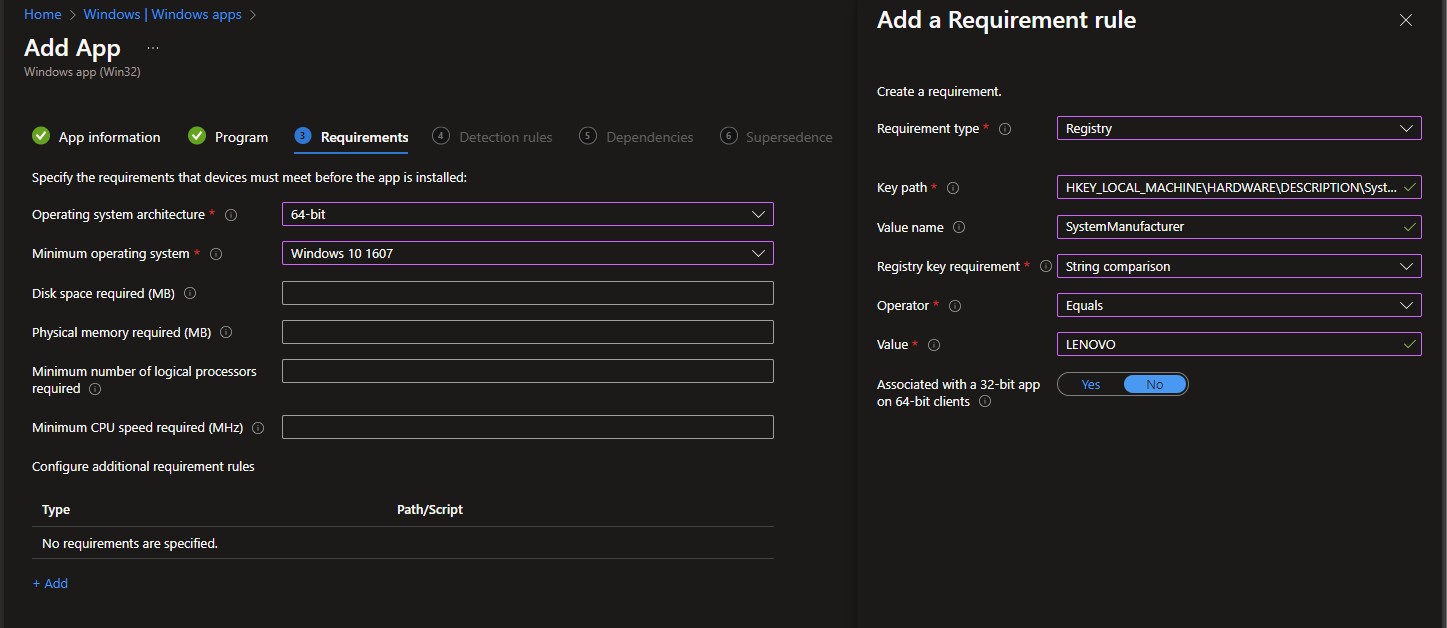 Home > Windows | Windows apps >
Add App ...
Windows app (Win32)
App information
Program
3 Requirements
4 Detection rules
5 Dependencies
6 Supersedence
Specify the requirements that devices must meet before the app is installed:
Operating system architecture * 64-bit
Minimum operating system * Windows 10 1607
Disk space required (MB)
Physical memory required (MB)
Minimum number of logical processors
required
Minimum CPU speed required (MHz)
Configure additional requirement rules
Type Path/Script
No requirements are specified.
+ Add
Add a Requirement rule
Create a requirement.
Requirement type * Registry
Key path * HKEY_LOCAL_MACHINE\HARDWARE\DESCRIPTION\Syst...
Value name SystemManufacturer
Registry key requirement * String comparison
Operator * Equals
Value * LENOVO
Associated with a 32-bit app Yes No
on 64-bit clients